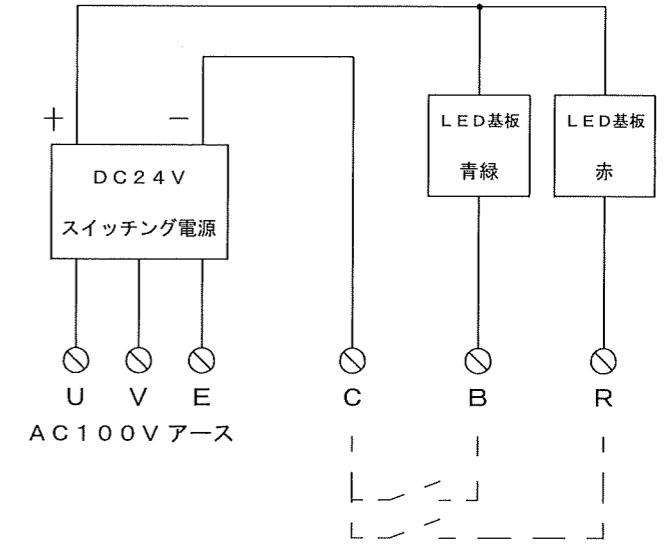 + −
LED基板 LED基板
DC24V
青緑 赤
スイッチング電源
U V E C B R
AC100V アース